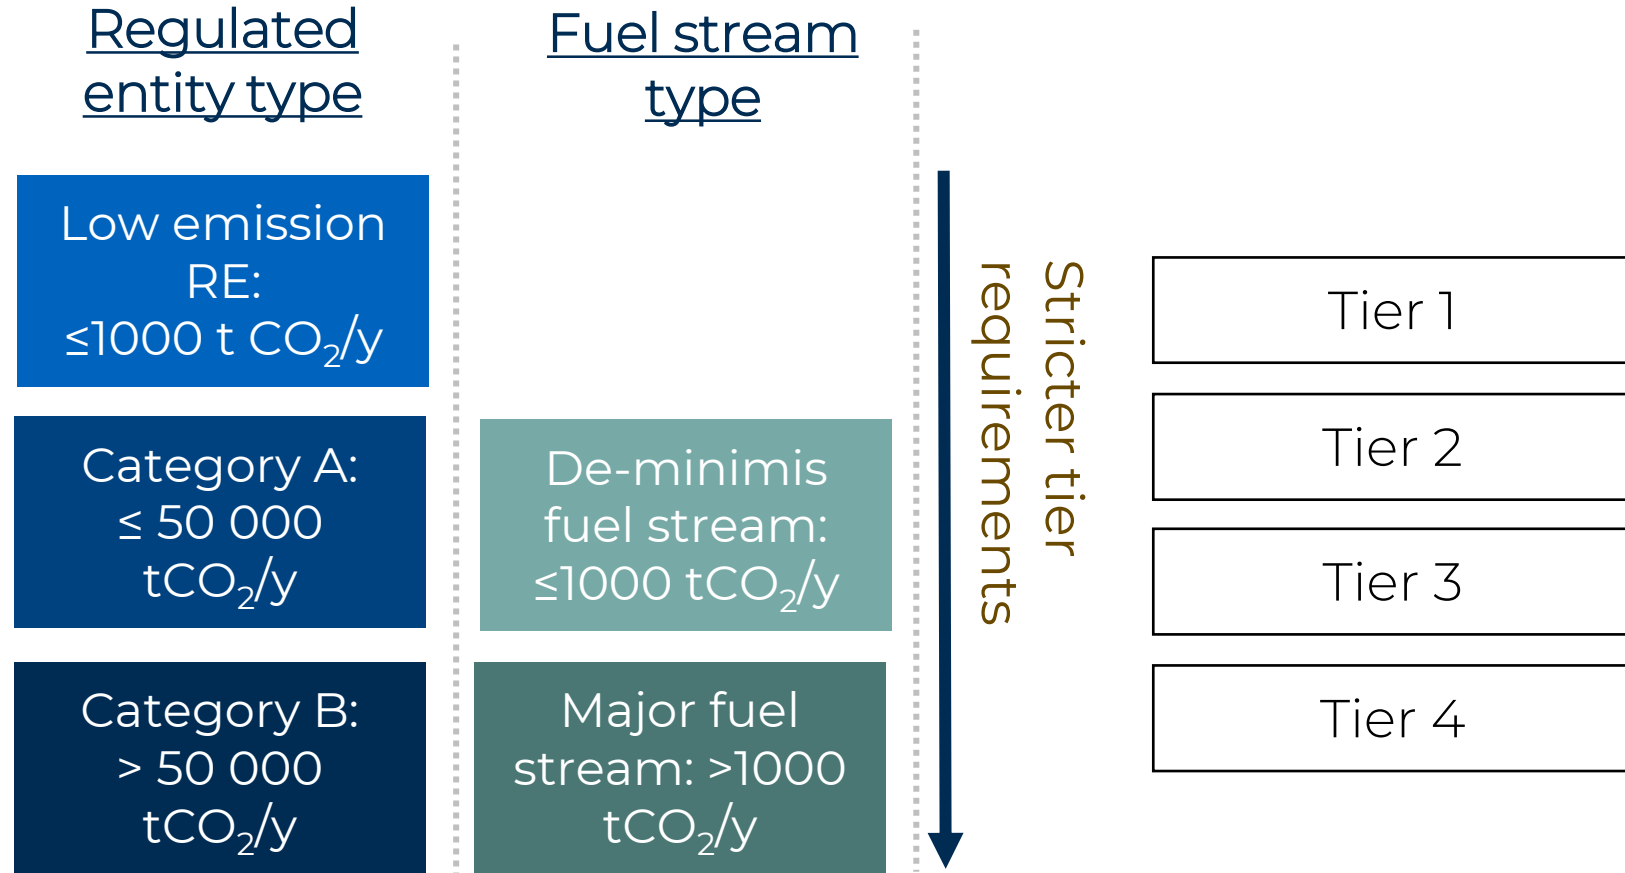 Regulated
entity type
Low emission
RE:
≤1000 t CO₂/y
Category A:
≤ 50 000
tCO₂/y
Category B:
> 50 000
tCO₂/y
Fuel stream
type
De-minimis
fuel stream:
≤1000 tCO₂/y
Major fuel
stream: >1000
tCO₂/y
Stricter tier
requirements
Tier 1
Tier 2
Tier 3
Tier 4